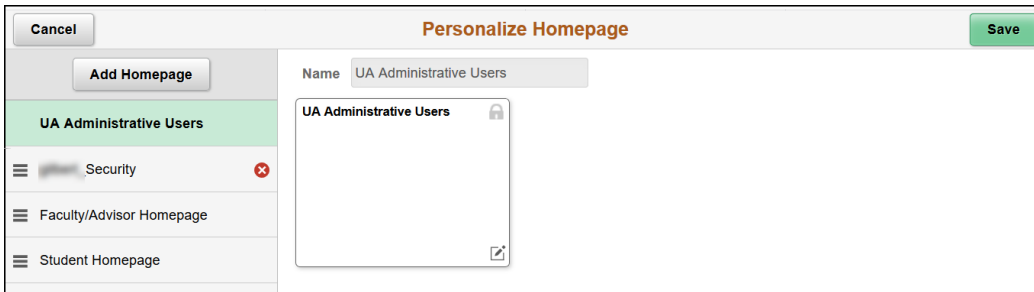 Cancel
Personalize Homepage
Save
Add Homepage
Name UA Administrative Users
UA Administrative Users
UA Administrative Users
_Security
Faculty/Advisor Homepage
Student Homepage